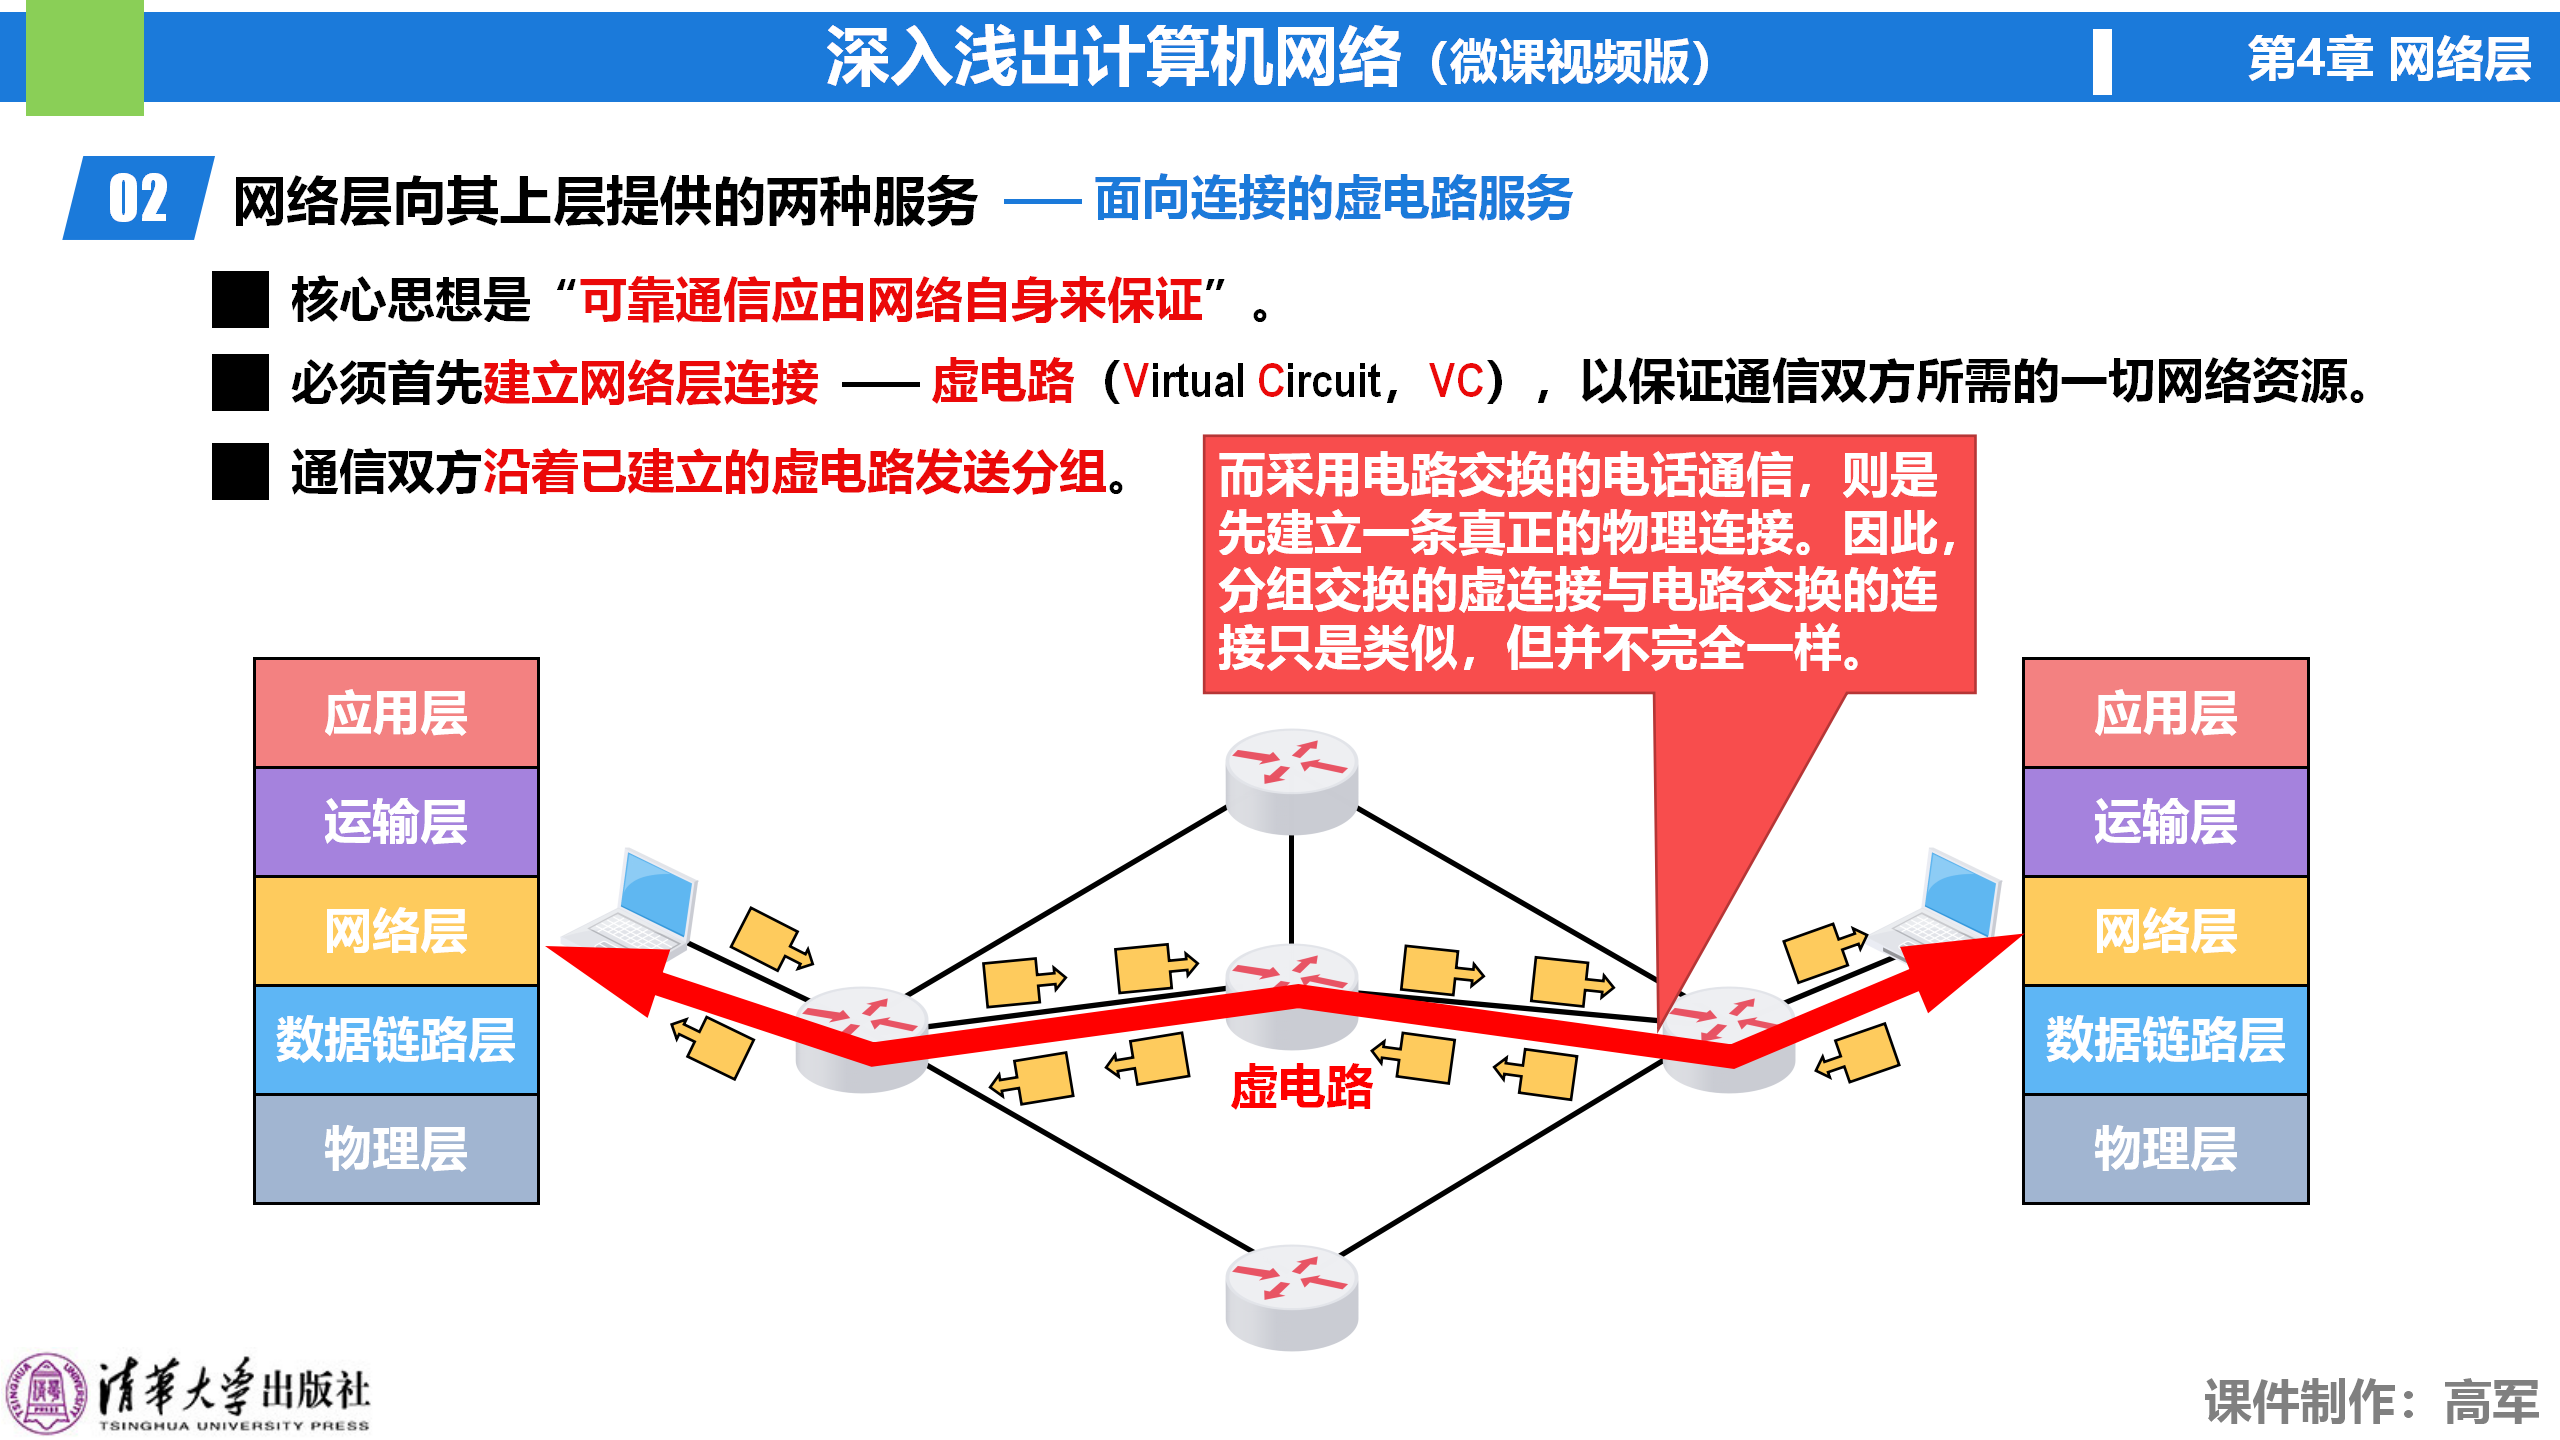 深入浅出计算机网络（微课视频版）
第4章 网络层
02 网络层向其上层提供的两种服务 —— 面向连接的虚电路服务
核心思想是“可靠通信应由网络自身来保证”。
必须首先建立网络层连接 —— 虚电路（Virtual Circuit，VC），以保证通信双方所需的一切网络资源。
通信双方沿着已建立的虚电路发送分组。
而采用电路交换的电话通信，则是
先建立一条真正的物理连接。因此，
分组交换的虚连接与电路交换的连
接只是类似，但并不完全一样。
应用层
运输层
网络层
数据链路层
物理层
虚电路
应用层
运输层
网络层
数据链路层
物理层
清华大学出版社
TSINGHUA UNIVERSITY PRESS
课件制作：高军